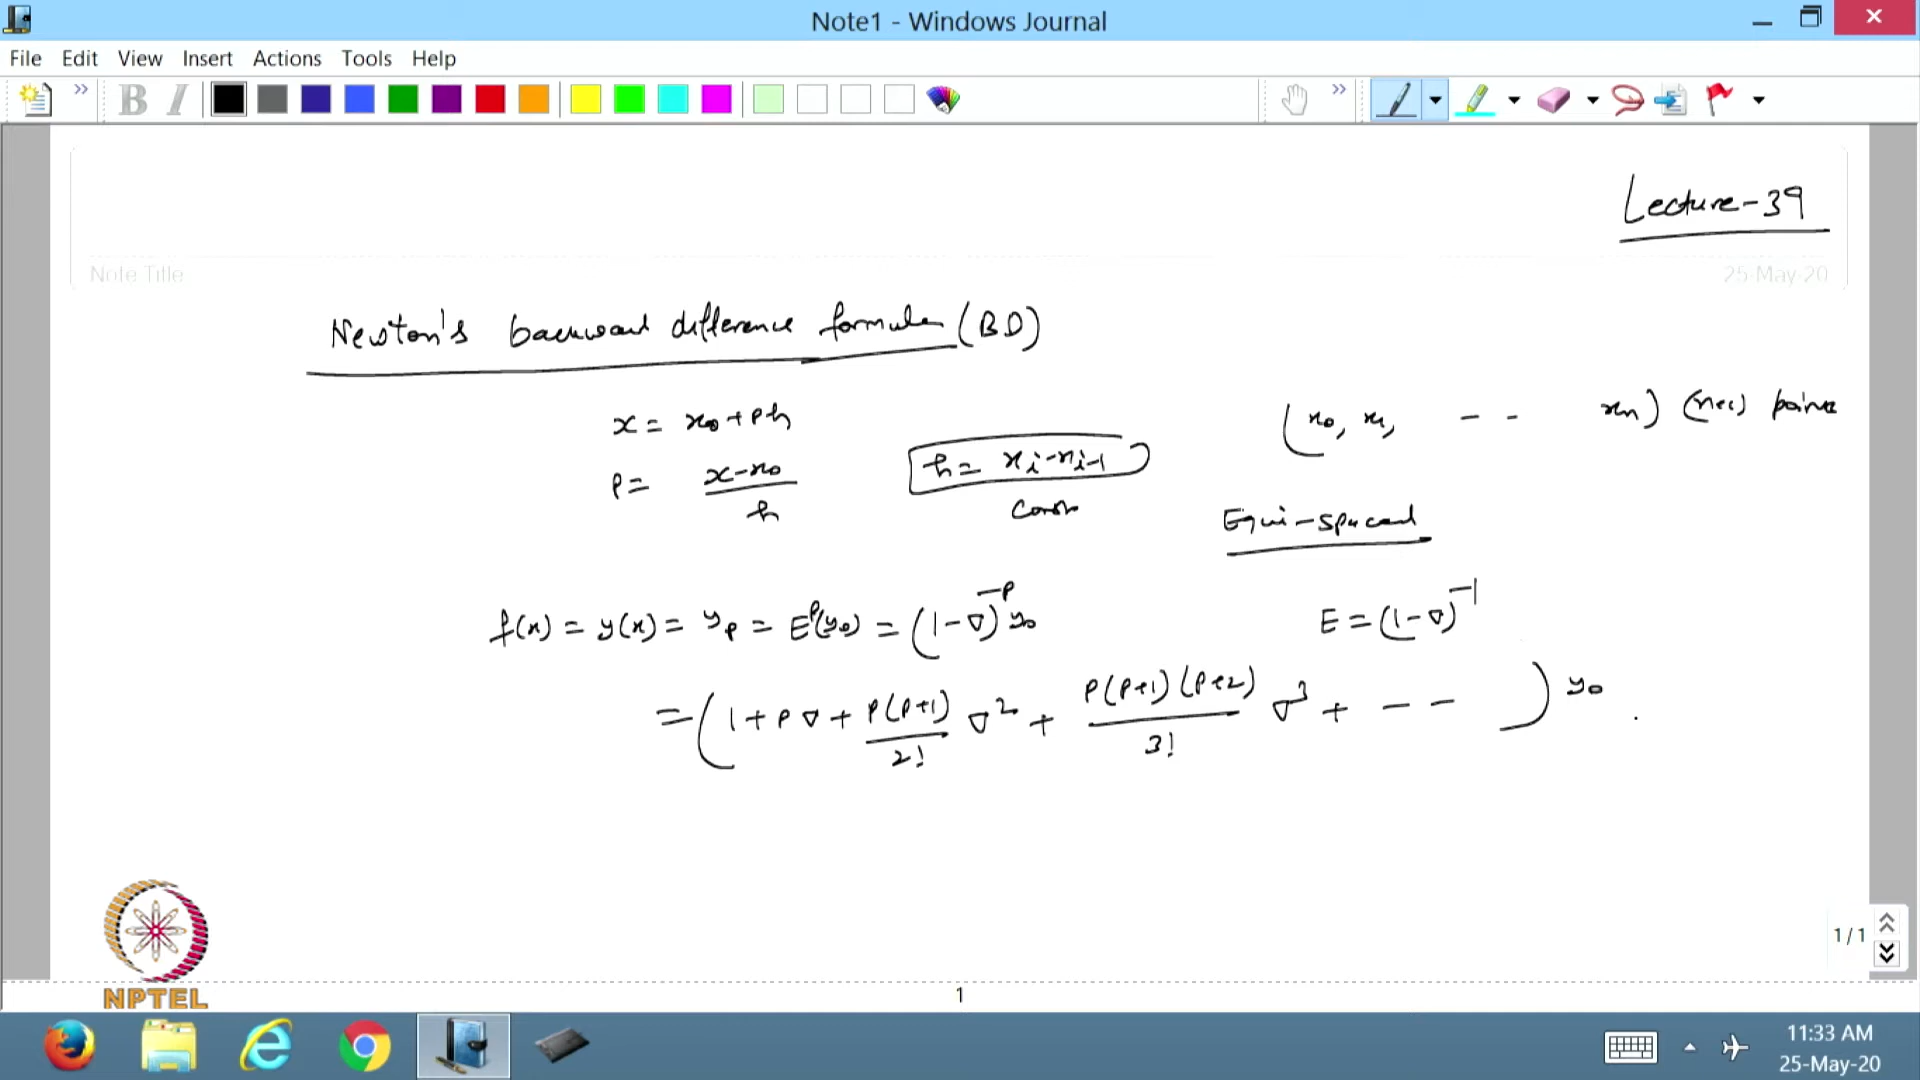 Note1 - Windows Journal
File Edit View Insert Actions Tools Help
B I
Lecture-39
Note Title
25-May-20
Newton's backward difference formula (BD)
x = x₀ + ph
(x₀, x₁, - - xₙ) (n+1) points
p = (x-x₀)/h
h = xᵢ - xᵢ₋₁
const
Equi-spaced
f(x) = y(x) = yₚ = Eᵖ(y₀) = (1-∇)⁻ᵖ y₀
E = (1-∇)⁻¹
= (1 + p∇ + p(p+1)/2! ∇² + p(p+1)(p+2)/3! ∇³ + - - ) y₀
1/1
NPTEL
1
11:33 AM
25-May-20